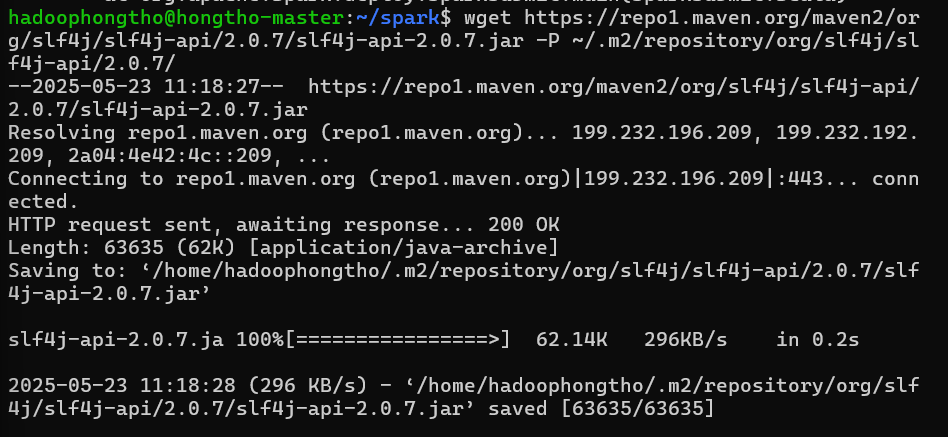 hadoophongtho@hongtho-master:~/spark$ wget https://repo1.maven.org/maven2/or
g/slf4j/slf4j-api/2.0.7/slf4j-api-2.0.7.jar -P ~/.m2/repository/org/slf4j/sl
f4j-api/2.0.7/
--2025-05-23 11:18:27--  https://repo1.maven.org/maven2/org/slf4j/slf4j-api/
2.0.7/slf4j-api-2.0.7.jar
Resolving repo1.maven.org (repo1.maven.org)... 199.232.196.209, 199.232.192.
209, 2a04:4e42:4c::209, ...
Connecting to repo1.maven.org (repo1.maven.org)|199.232.196.209|:443... conn
ected.
HTTP request sent, awaiting response... 200 OK
Length: 63635 (62K) [application/java-archive]
Saving to: ‘/home/hadoophongtho/.m2/repository/org/slf4j/slf4j-api/2.0.7/slf
4j-api-2.0.7.jar’
slf4j-api-2.0.7.ja 100%[================>]  62.14K   296KB/s    in 0.2s
2025-05-23 11:18:28 (296 KB/s) - ‘/home/hadoophongtho/.m2/repository/org/slf
4j/slf4j-api/2.0.7/slf4j-api-2.0.7.jar’ saved [63635/63635]